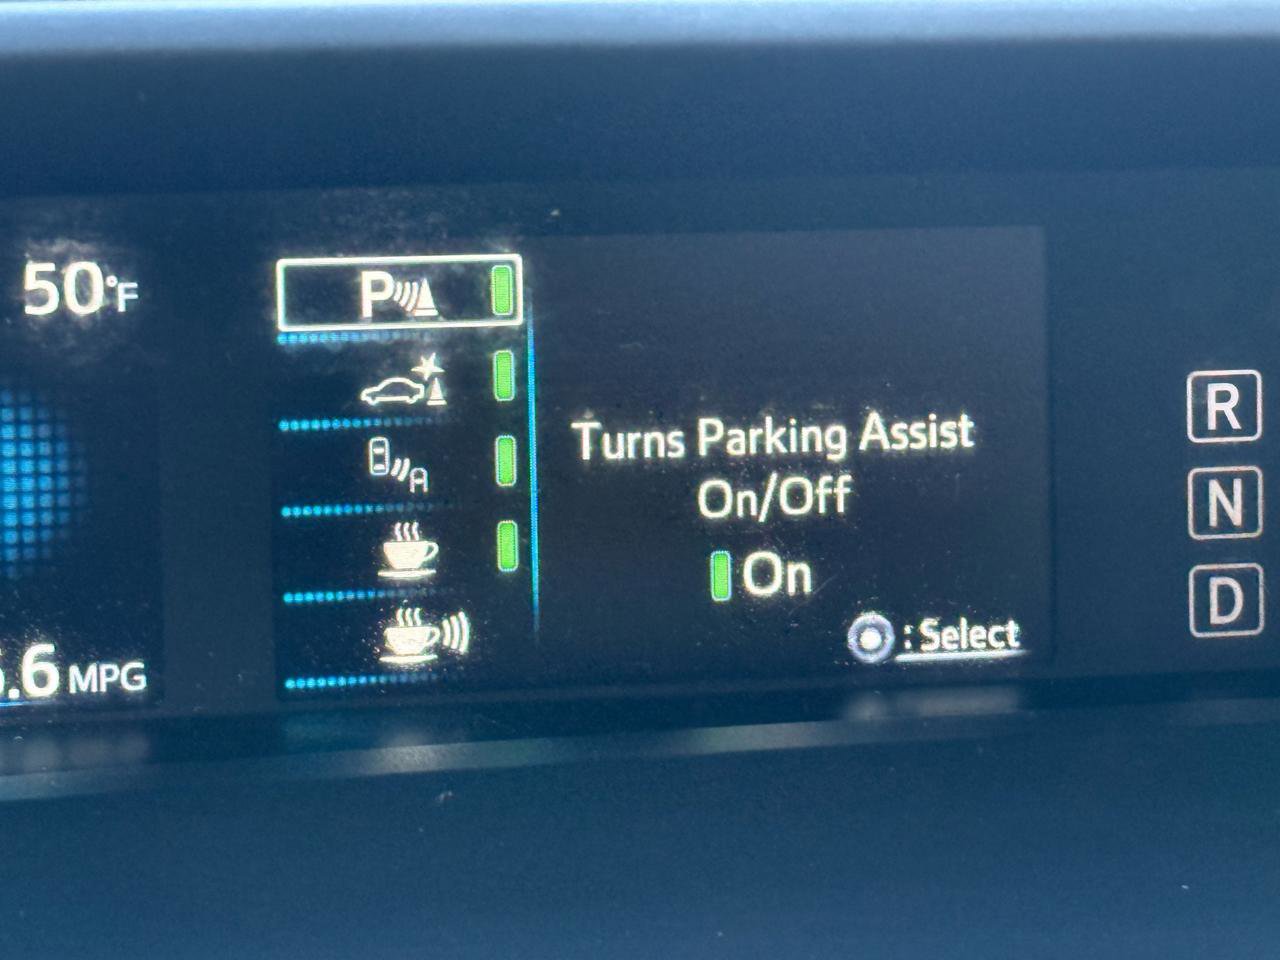 50°F
P
Turns Parking Assist
On/Off
On
: Select
.6 MPG
R
N
D